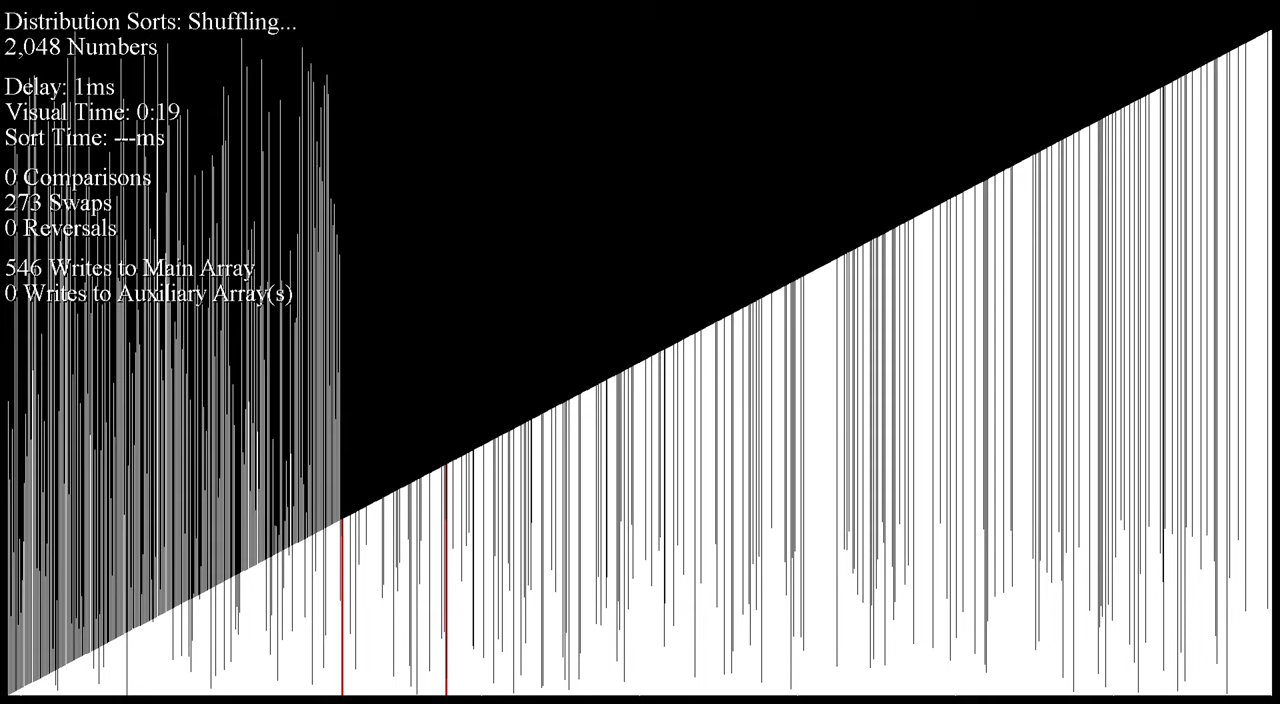 Distribution Sorts: Shuffling...
2,048 Numbers
Delay: 1ms
Visual Time: 0:19
Sort Time: ---ms
0 Comparisons
273 Swaps
0 Reversals
546 Writes to Main Array
0 Writes to Auxiliary Array(s)